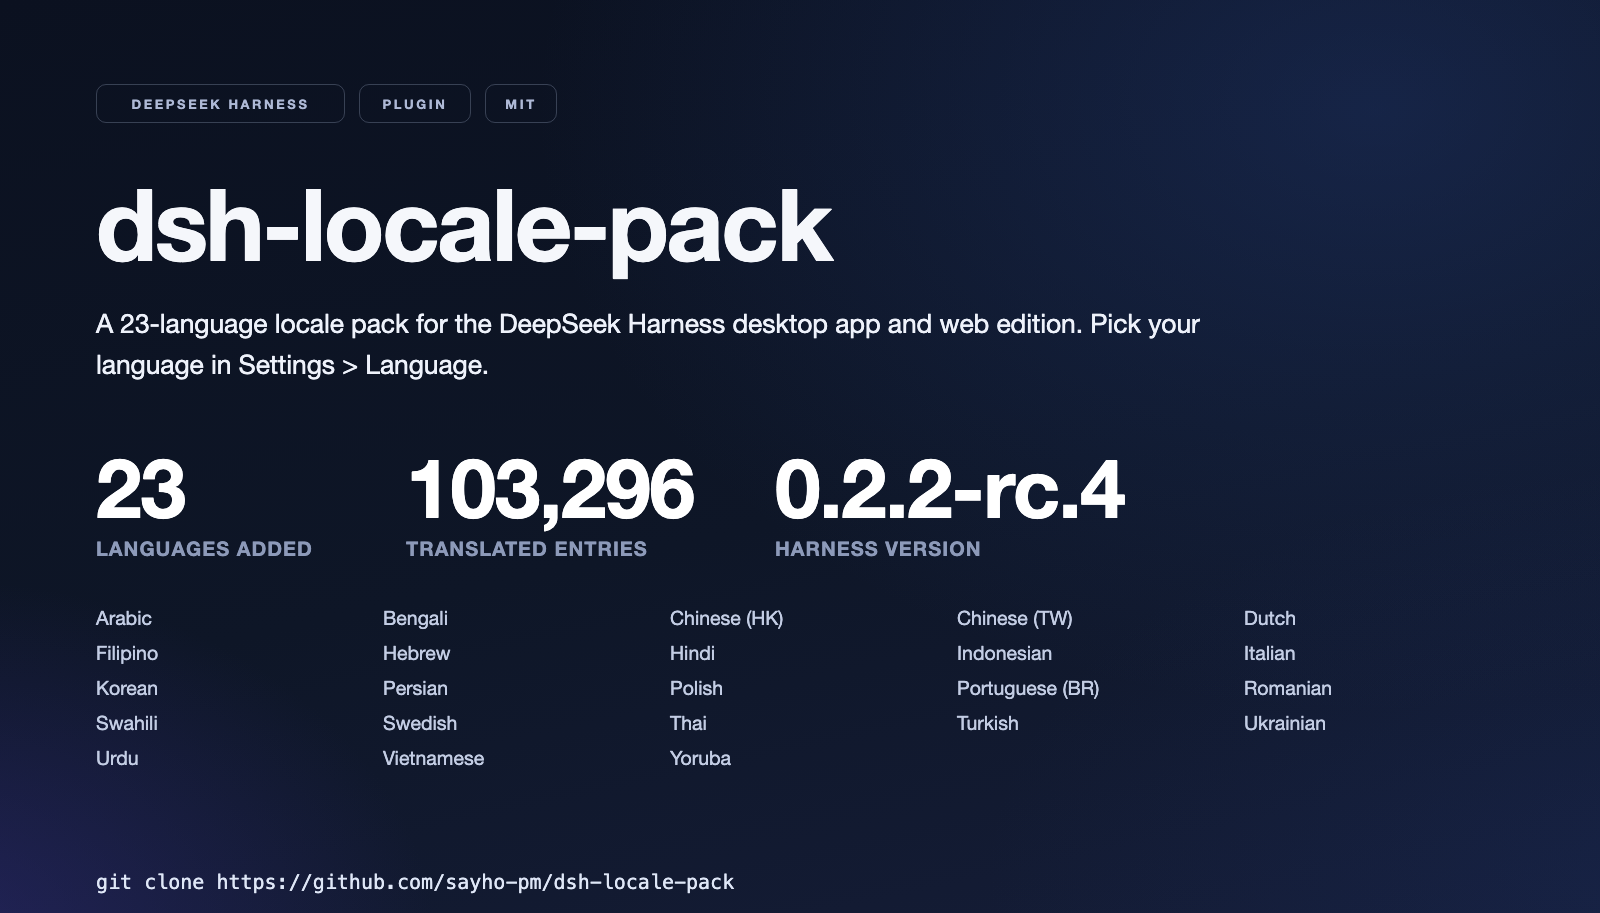 DEEPSEEK HARNESS PLUGIN MIT
dsh-locale-pack
A 23-language locale pack for the DeepSeek Harness desktop app and web edition. Pick your
language in Settings > Language.
23 103,296 0.2.2-rc.4
LANGUAGES ADDED TRANSLATED ENTRIES HARNESS VERSION
Arabic Bengali Chinese (HK) Chinese (TW) Dutch
Filipino Hebrew Hindi Indonesian Italian
Korean Persian Polish Portuguese (BR) Romanian
Swahili Swedish Thai Turkish Ukrainian
Urdu Vietnamese Yoruba
git clone https://github.com/sayho-pm/dsh-locale-pack